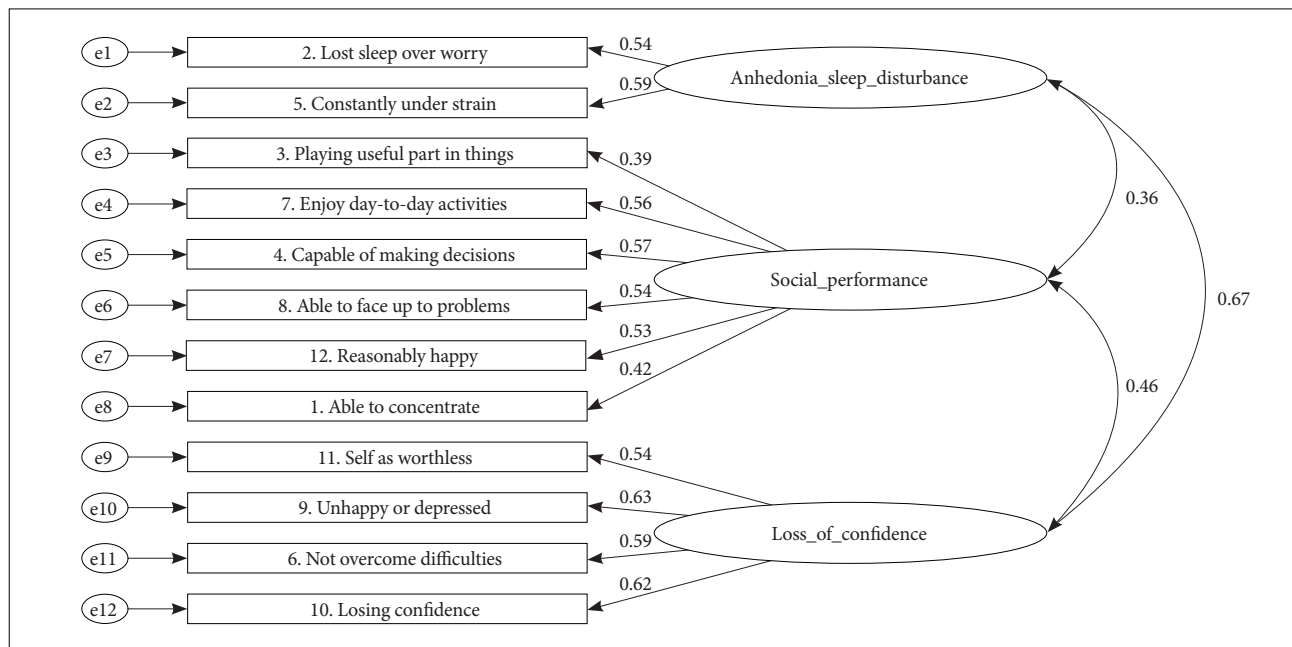 e1
2. Lost sleep over worry
0.54
Anhedonia_sleep_disturbance
e2
5. Constantly under strain
0.59
e3
3. Playing useful part in things
0.39
e4
7. Enjoy day-to-day activities
0.56
0.36
e5
4. Capable of making decisions
0.57
Social_performance
e6
8. Able to face up to problems
0.54
0.67
e7
12. Reasonably happy
0.53
e8
1. Able to concentrate
0.42
0.46
e9
11. Self as worthless
0.54
e10
9. Unhappy or depressed
0.63
Loss_of_confidence
e11
6. Not overcome difficulties
0.59
e12
10. Losing confidence
0.62